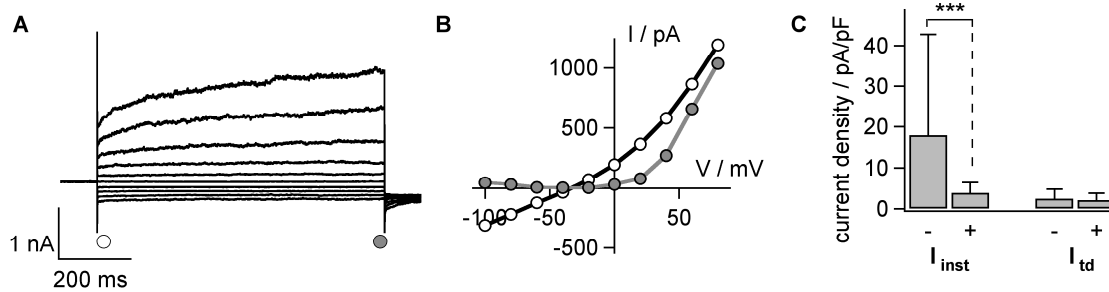 A
1 nA
200 ms
B
I / pA
1000
500
V / mV
-100
-50
50
-500
C
***
current density / pA/pF
40
30
20
10
0
- + - +
I inst I td